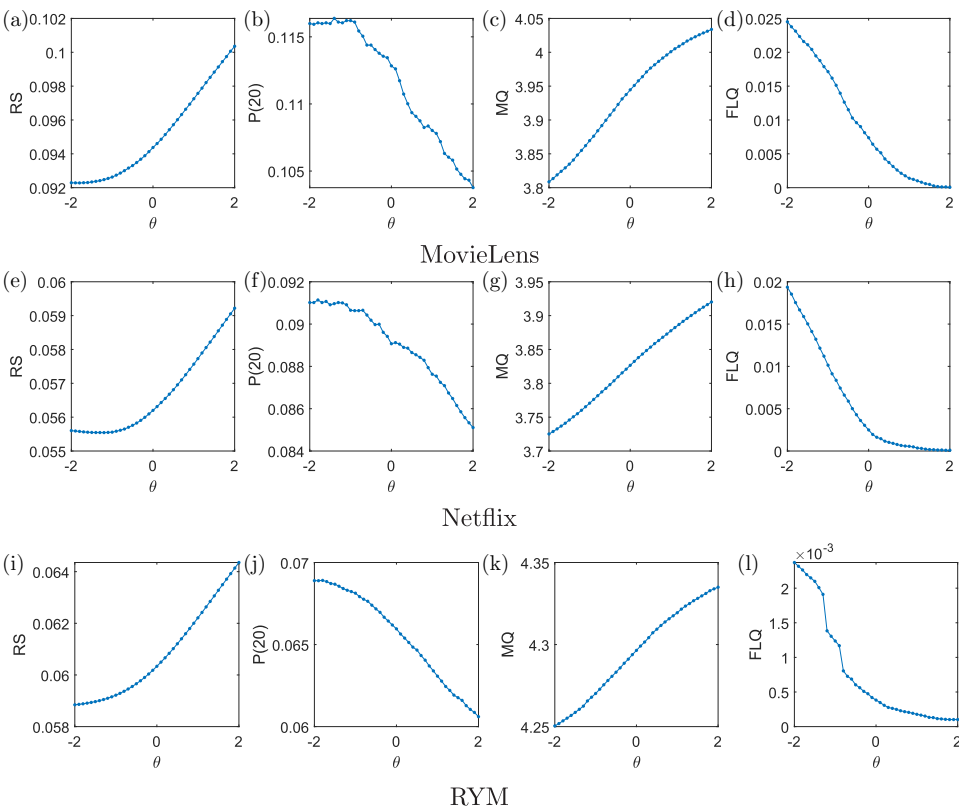 (a) (b) (c) (d)
0.102 0.1 0.098 0.096 0.094 0.092
RS
-2 0 2
θ
0.115 0.11 0.105
P(20)
-2 0 2
θ
4.05 4 3.95 3.9 3.85 3.8
MQ
-2 0 2
θ
0.025 0.02 0.015 0.01 0.005 0
FLQ
-2 0 2
θ
MovieLens
(e) (f) (g) (h)
0.06 0.059 0.058 0.057 0.056 0.055
RS
-2 0 2
θ
0.092 0.09 0.088 0.086 0.084
P(20)
-2 0 2
θ
3.95 3.9 3.85 3.8 3.75 3.7
MQ
-2 0 2
θ
0.02 0.015 0.01 0.005 0
FLQ
-2 0 2
θ
Netflix
(i) (j) (k) (l)
0.064 0.062 0.06 0.058
RS
-2 0 2
θ
0.07 0.065 0.06
P(20)
-2 0 2
θ
4.35 4.3 4.25
MQ
-2 0 2
θ
×10⁻³
2 1.5 1 0.5 0
FLQ
-2 0 2
θ
RYM